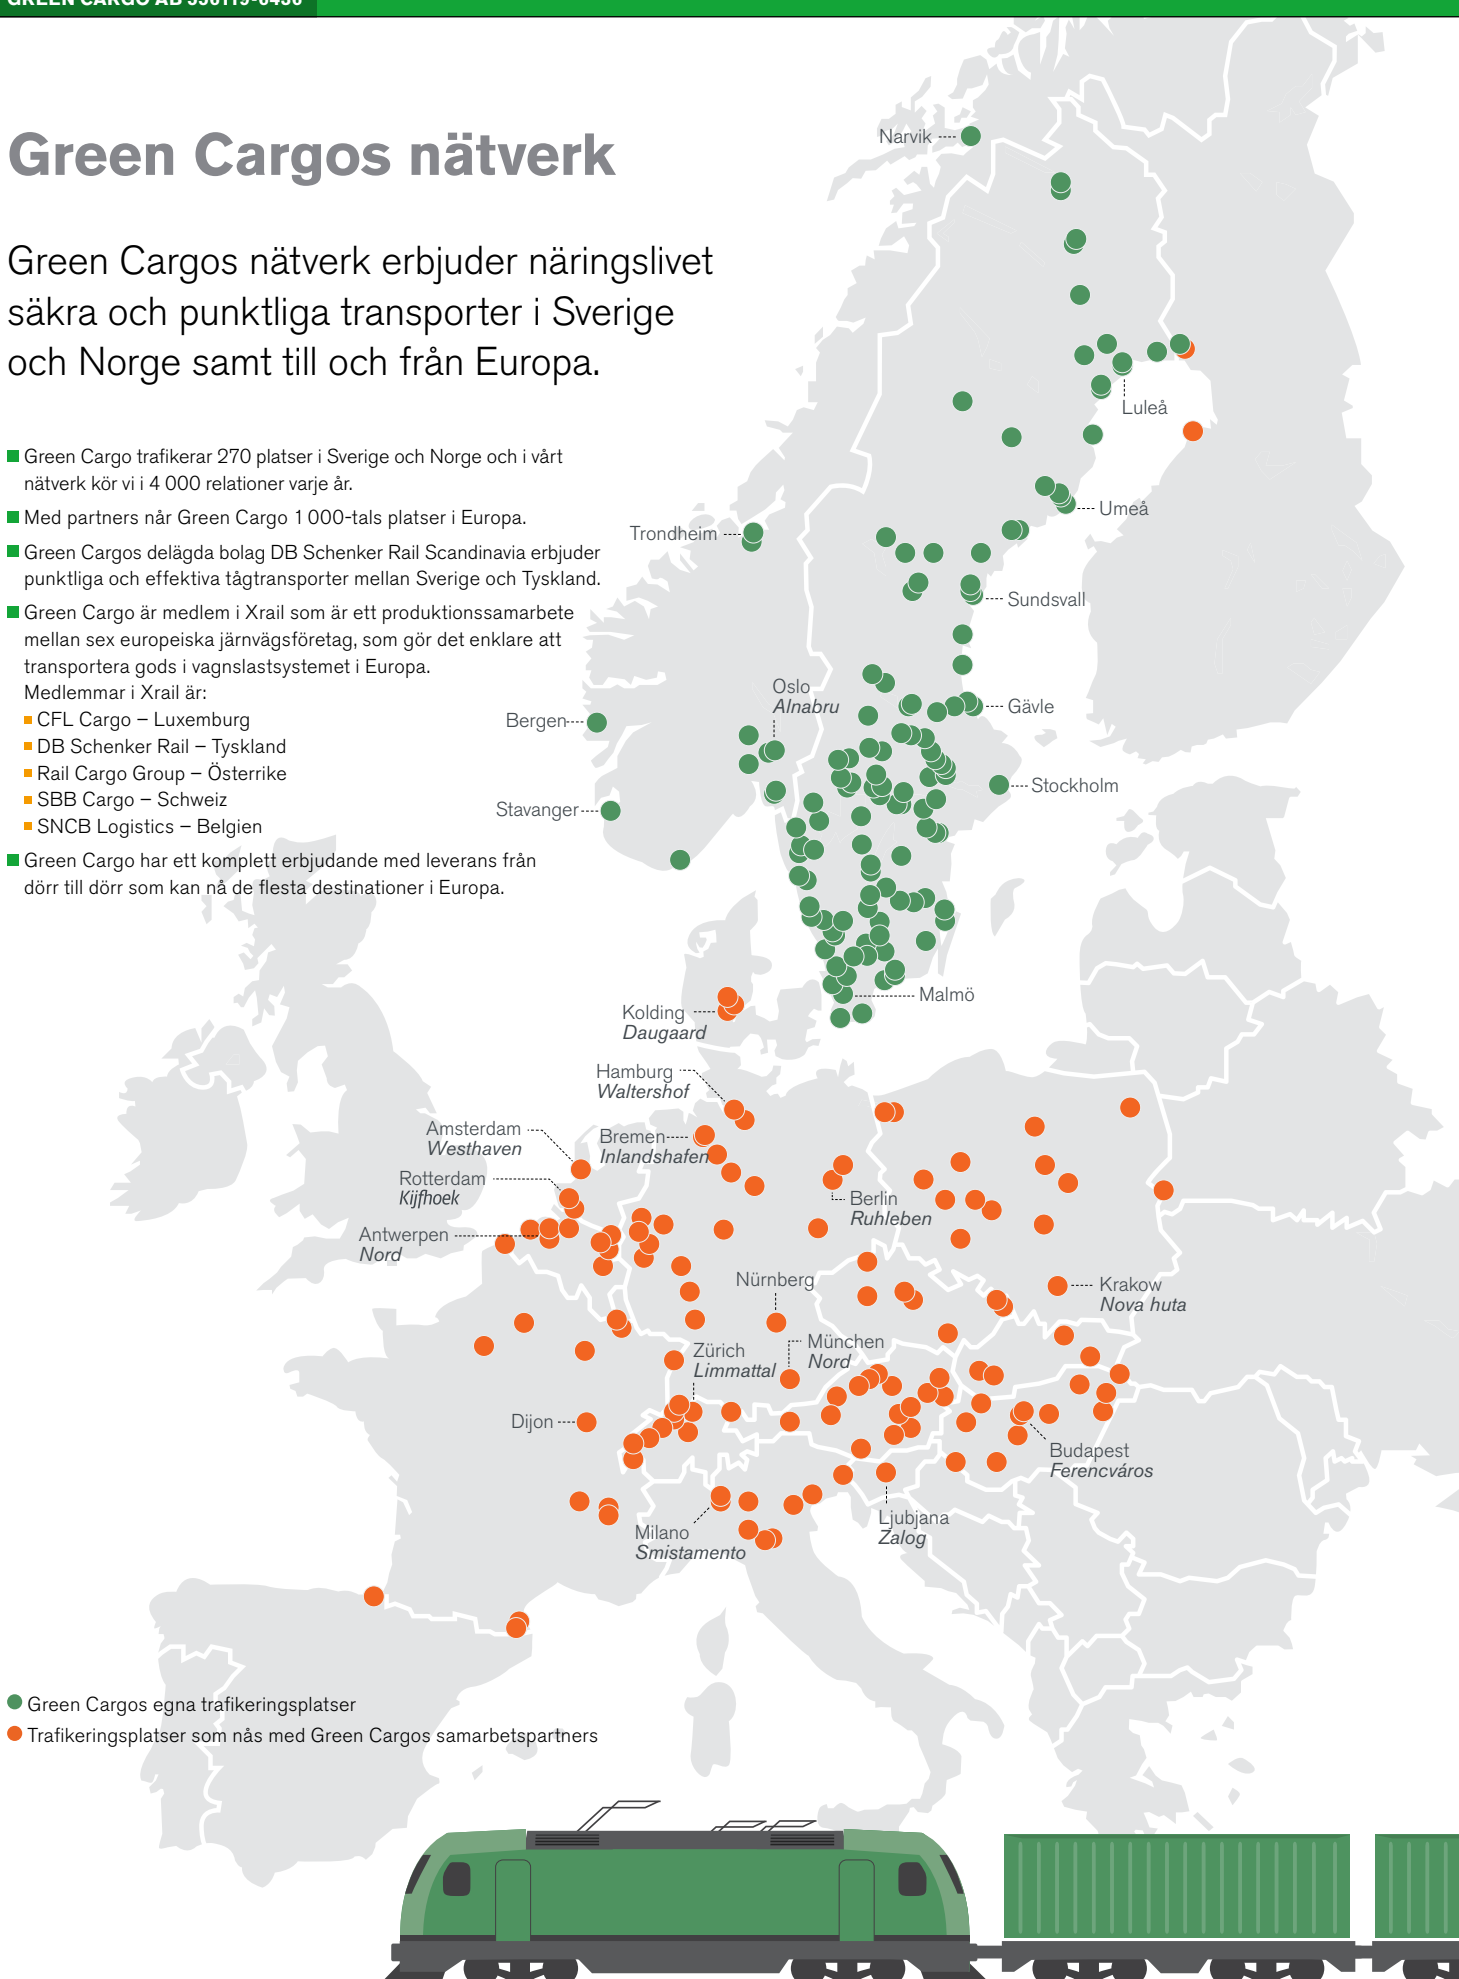 GREEN CARGO AB 556119-6436
Green Cargos nätverk
Green Cargos nätverk erbjuder näringslivet
säkra och punktliga transporter i Sverige
och Norge samt till och från Europa.
Green Cargo trafikerar 270 platser i Sverige och Norge och i vårt
nätverk kör vi i 4 000 relationer varje år.
Med partners når Green Cargo 1 000-tals platser i Europa.
Green Cargos delägda bolag DB Schenker Rail Scandinavia erbjuder
punktliga och effektiva tågtransporter mellan Sverige och Tyskland.
Green Cargo är medlem i Xrail som är ett produktionssamarbete
mellan sex europeiska järnvägsföretag, som gör det enklare att
transportera gods i vagnslastsystemet i Europa.
Medlemmar i Xrail är:
CFL Cargo – Luxemburg
DB Schenker Rail – Tyskland
Rail Cargo Group – Österrike
SBB Cargo – Schweiz
SNCB Logistics – Belgien
Green Cargo har ett komplett erbjudande med leverans från
dörr till dörr som kan nå de flesta destinationer i Europa.
Narvik
Luleå
Umeå
Trondheim
Sundsvall
Oslo
Alnabru
Gävle
Bergen
Stockholm
Stavanger
Malmö
Kolding
Daugaard
Hamburg
Waltershof
Amsterdam
Westhaven
Bremen
Inlandshafen
Rotterdam
Kijfhoek
Berlin
Ruhleben
Antwerpen
Nord
Nürnberg
Krakow
Nova huta
München
Nord
Zürich
Limmattal
Dijon
Budapest
Ferencváros
Ljubjana
Zalog
Milano
Smistamento
Green Cargos egna trafikeringsplatser
Trafikeringsplatser som nås med Green Cargos samarbetspartners